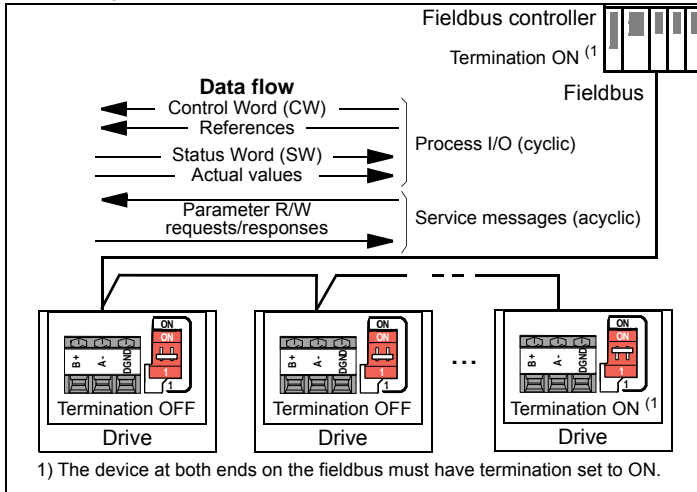 Fieldbus controller
Termination ON (1
Fieldbus
Data flow
Control Word (CW)
References
Process I/O (cyclic)
Status Word (SW)
Actual values
Parameter R/W
requests/responses
Service messages (acyclic)
ON
ON
B+
A-
DGND
1
1
Termination OFF
Drive
ON
ON
B+
A-
DGND
1
1
Termination OFF
Drive
...
ON
ON
B+
A-
DGND
1
1
Termination ON (1
Drive
1) The device at both ends on the fieldbus must have termination set to ON.